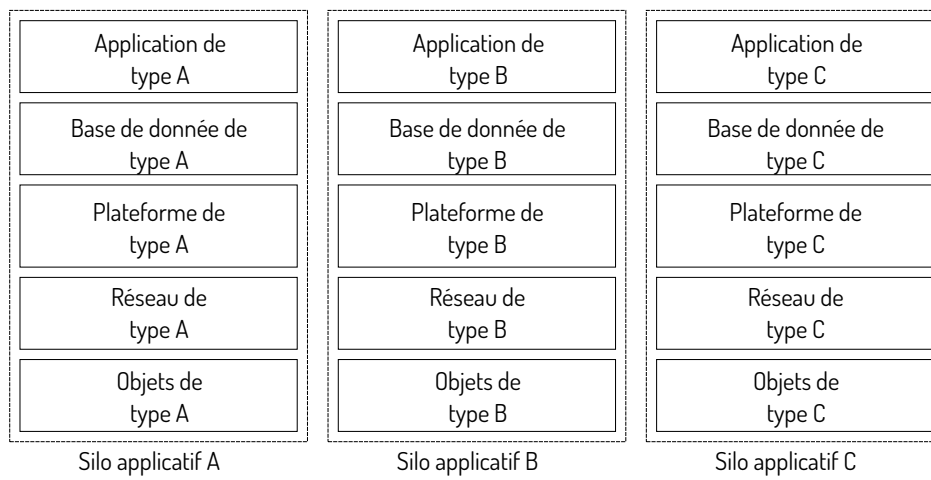 Application de
type A
Base de donnée de
type A
Plateforme de
type A
Réseau de
type A
Objets de
type A
Silo applicatif A
Application de
type B
Base de donnée de
type B
Plateforme de
type B
Réseau de
type B
Objets de
type B
Silo applicatif B
Application de
type C
Base de donnée de
type C
Plateforme de
type C
Réseau de
type C
Objets de
type C
Silo applicatif C